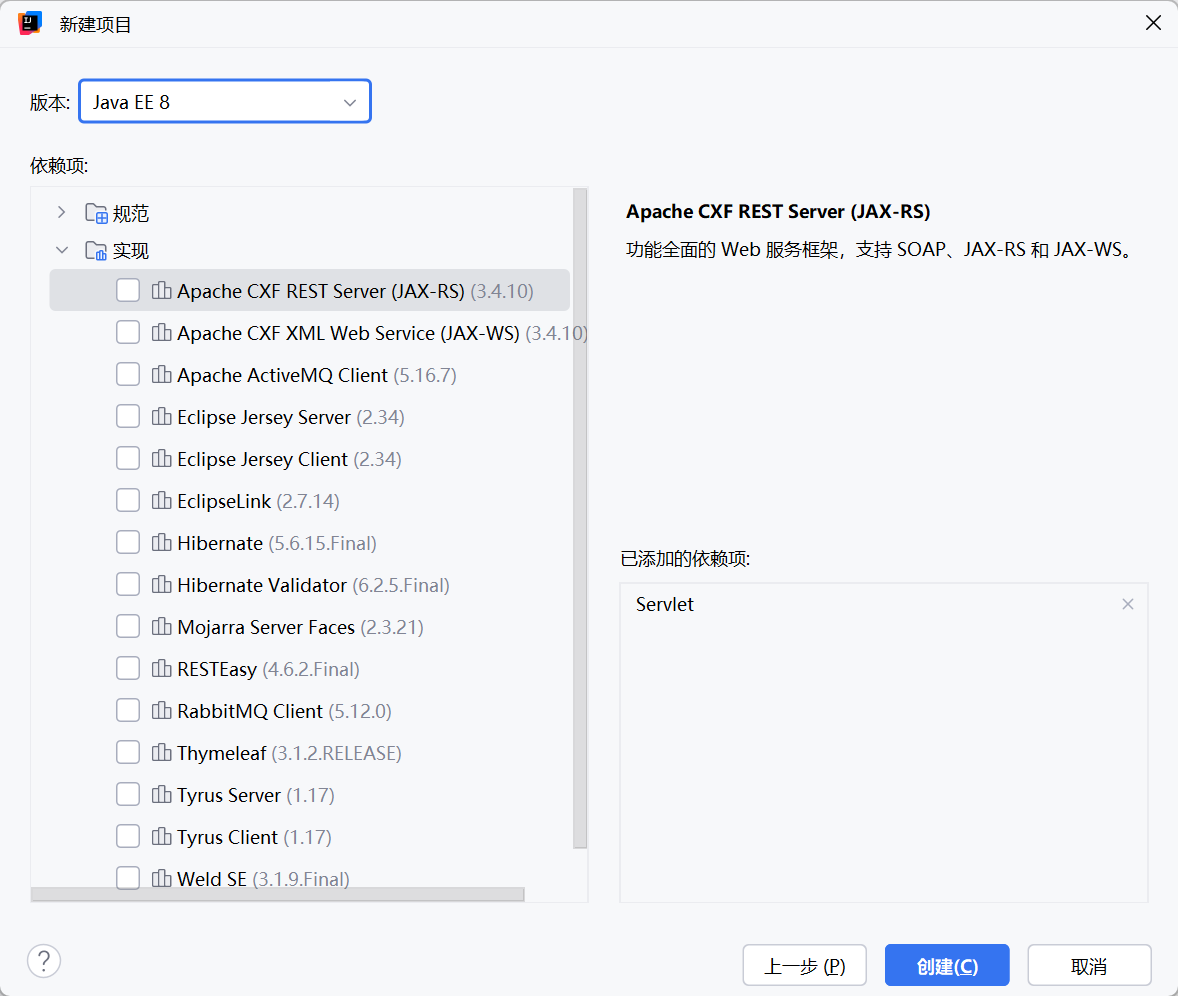 新建项目
版本:
Java EE 8
依赖项:
规范
实现
Apache CXF REST Server (JAX-RS) (3.4.10)
Apache CXF XML Web Service (JAX-WS) (3.4.10)
Apache ActiveMQ Client (5.16.7)
Eclipse Jersey Server (2.34)
Eclipse Jersey Client (2.34)
EclipseLink (2.7.14)
Hibernate (5.6.15.Final)
Hibernate Validator (6.2.5.Final)
Mojarra Server Faces (2.3.21)
RESTEasy (4.6.2.Final)
RabbitMQ Client (5.12.0)
Thymeleaf (3.1.2.RELEASE)
Tyrus Server (1.17)
Tyrus Client (1.17)
Weld SE (3.1.9.Final)
Apache CXF REST Server (JAX-RS)
功能全面的 Web 服务框架，支持 SOAP、JAX-RS 和 JAX-WS。
已添加的依赖项:
Servlet
?
上一步 (P)
创建(C)
取消